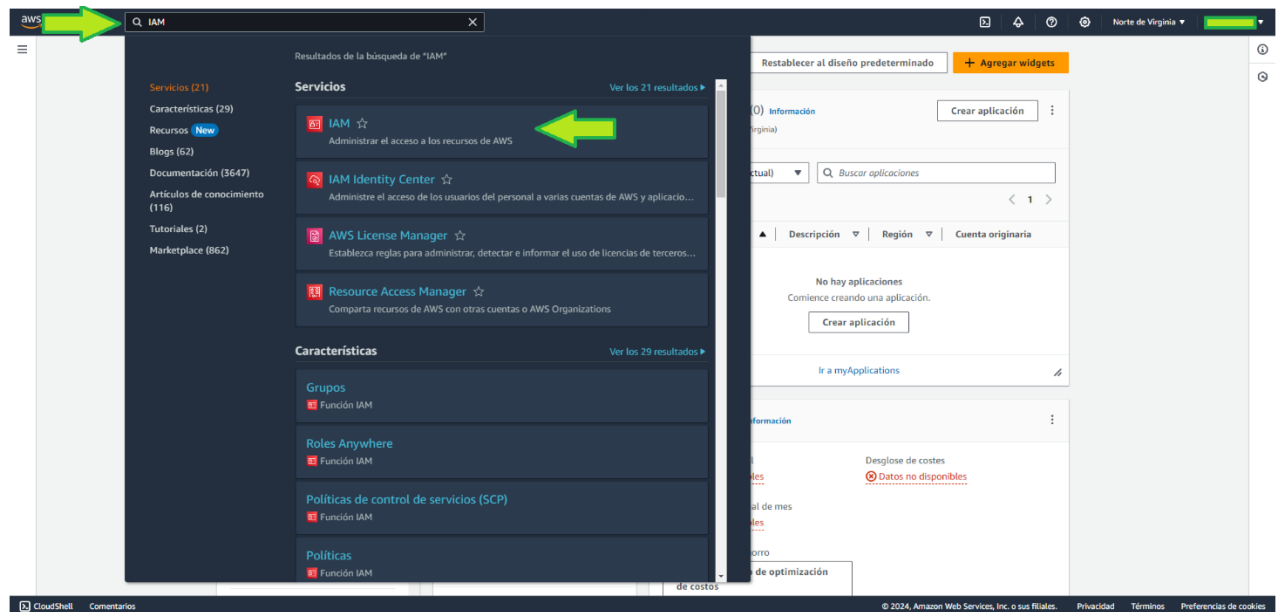 aws
IAM
Norte de Virginia
Resultados de la búsqueda de "IAM"
Servicios (21)
Características (29)
Recursos New
Blogs (62)
Documentación (3647)
Artículos de conocimiento
(116)
Tutoriales (2)
Marketplace (862)
Servicios
Ver los 21 resultados
IAM
Administrar el acceso a los recursos de AWS
IAM Identity Center
Administre el acceso de los usuarios del personal a varias cuentas de AWS y aplicacio...
AWS License Manager
Establezca reglas para administrar, detectar e informar el uso de licencias de terceros...
Resource Access Manager
Comparta recursos de AWS con otras cuentas o AWS Organizations
Características
Ver los 29 resultados
Grupos
Función IAM
Roles Anywhere
Función IAM
Políticas de control de servicios (SCP)
Función IAM
Políticas
Función IAM
Restablecer al diseño predeterminado
+ Agregar widgets
(0) Información
Crear aplicación
Buscar aplicaciones
1
Descripción
Región
Cuenta originaria
No hay aplicaciones
Comience creando una aplicación.
Crear aplicación
Ir a myApplications
Desglose de costes
Datos no disponibles
al de mes
de optimización
de costos
CloudShell
Comentarios
© 2024, Amazon Web Services, Inc. o sus filiales.
Privacidad
Términos
Preferencias de cookies